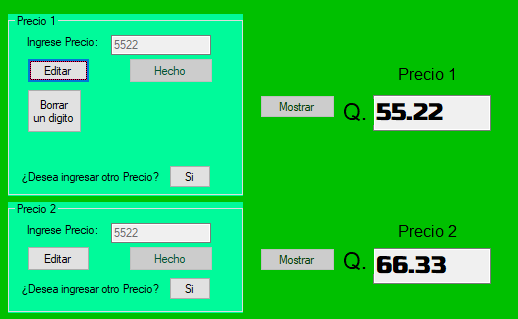 Precio 1
Ingrese Precio: 5522
Editar Hecho
Borrar
un digito
¿Desea ingresar otro Precio? Si
Precio 1
Mostrar Q. 55.22
Precio 2
Ingrese Precio: 5522
Editar Hecho
¿Desea ingresar otro Precio? Si
Precio 2
Mostrar Q. 66.33